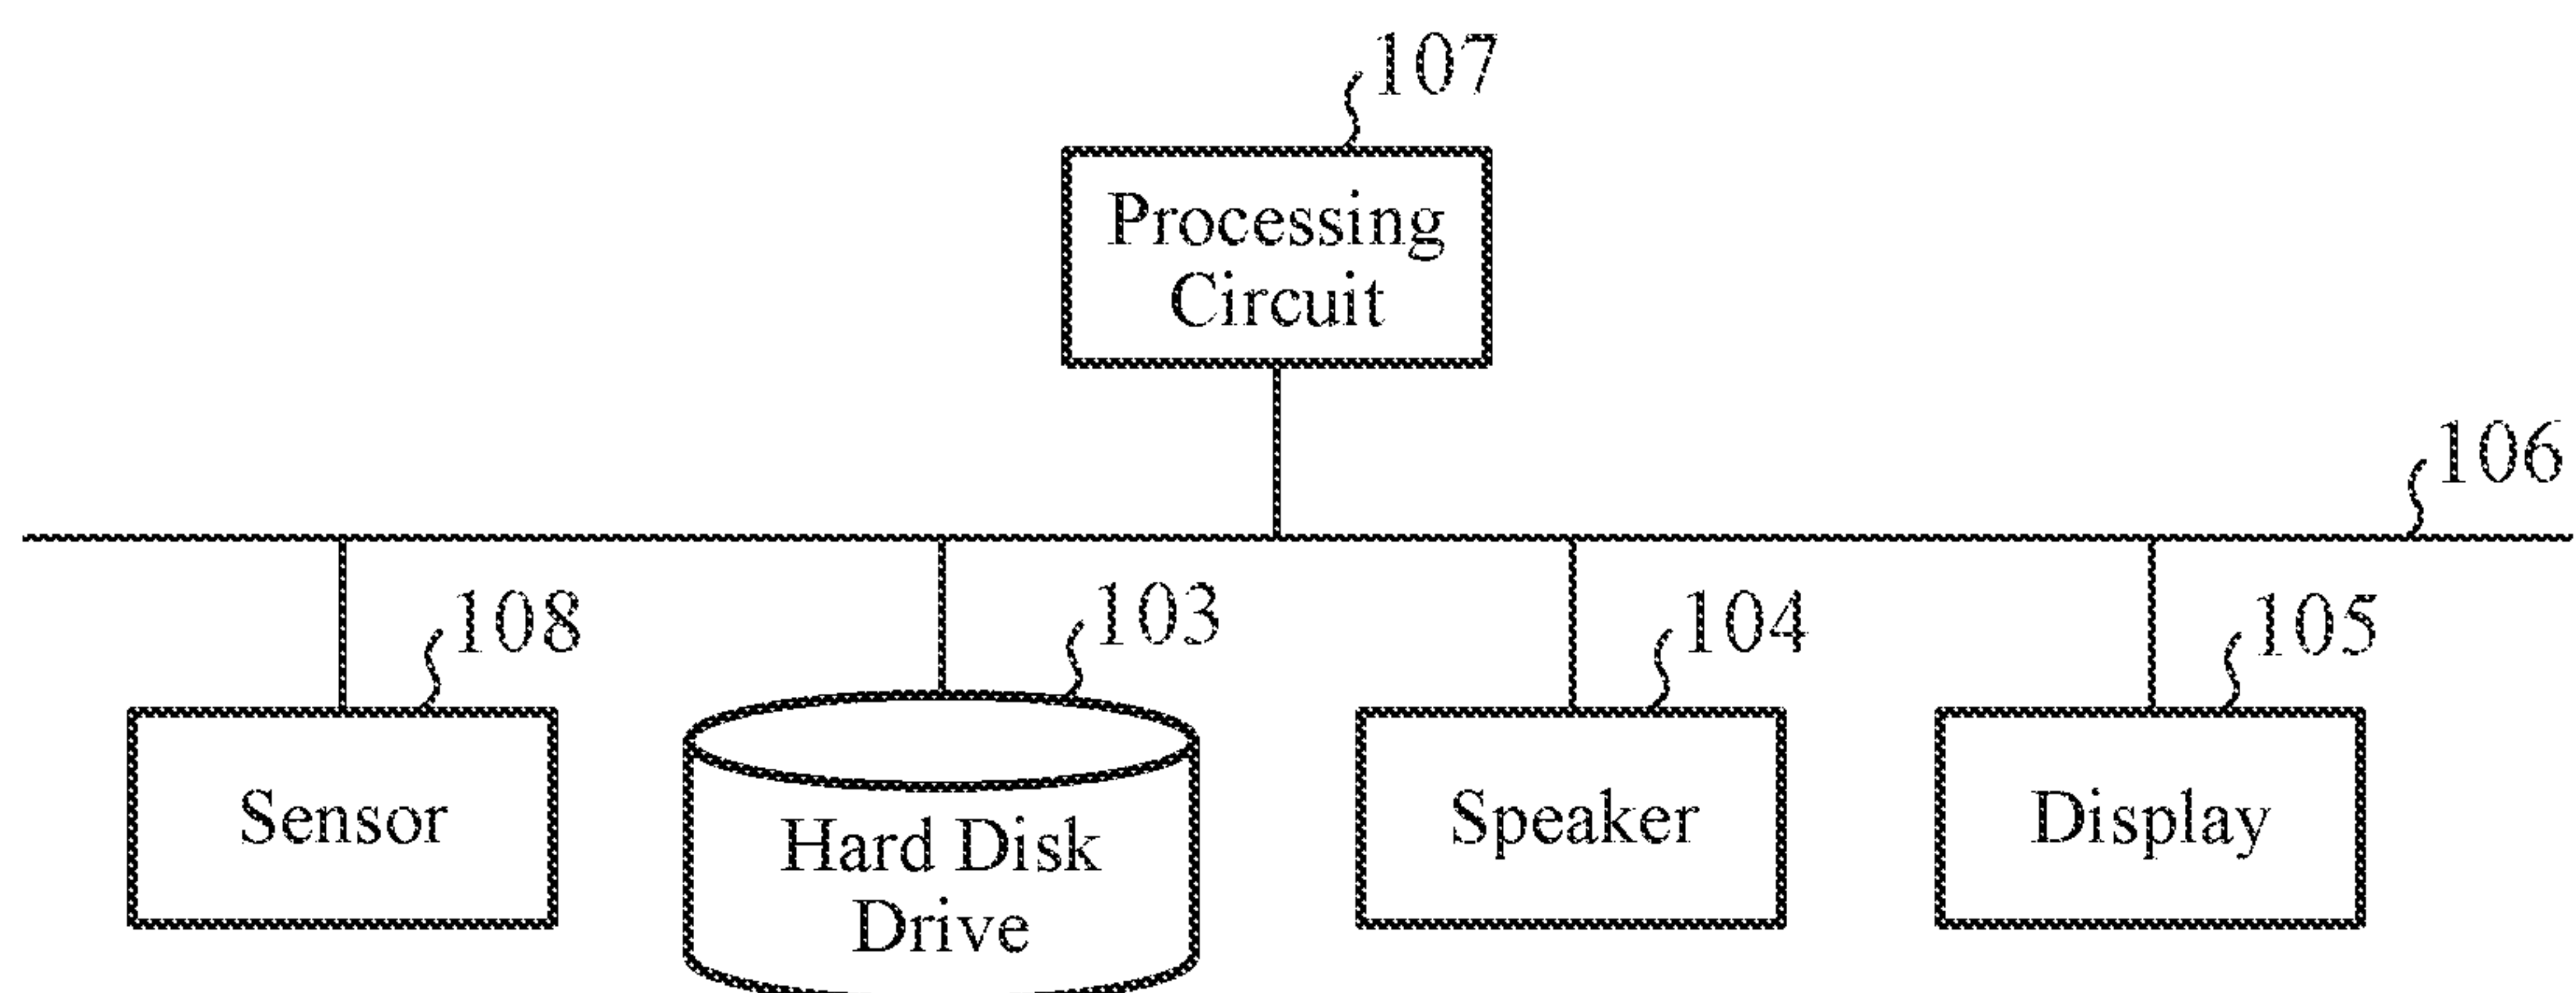 107
Processing
Circuit
106
108
103
104
105
Sensor
Hard Disk
Drive
Speaker
Display